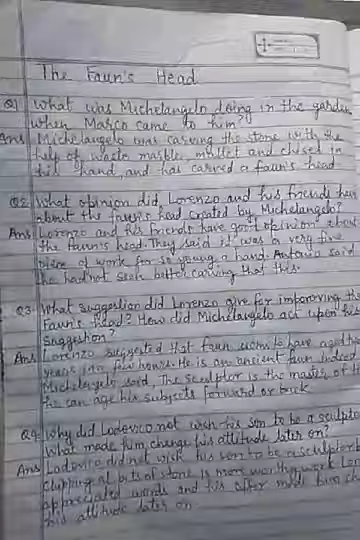 The Faun's Head
Q1 What was Michelangelo doing in the garden
when Marco came to him?
Ans Michelangelo was carving the stone with the
help of waste marble, mallet and chised in
his hand, and has carved a faun's head
Q2 What opinion did, Lorenzo and his friends then
about the faun's head created by Michelangelo?
Ans Lorenzo and his friends have good opinion about
the faun's head. They said it was a very fine
piece of work for so young a hand. Antonio said
he had not seen better carving that this.
Q3 What suggestion did Lorenzo give for improving the
Faun's head? How did Michelangelo act upon his
suggestion?
Ans Lorenzo suggested that faun seems to have aged
years in a few hours. He is an ancient faun indeed.
Michelangelo said, The sculptor is the master of
he can age his subjects forward or back.
Q4 Why did Lodovico not wish his son to be a sculptor
What made him change his attitude later on?
Ans Lodovico did not wish his son to be a sculptor
clipping at bits of stone is more worthy work
appreciated words and his offer made him
his attitude later on